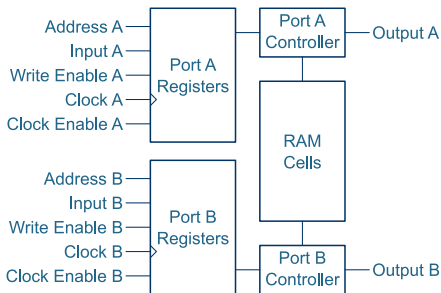 Address A
Input A
Write Enable A
Clock A
Clock Enable A
Port A
Registers
Port A
Controller
Output A
RAM
Cells
Address B
Input B
Write Enable B
Clock B
Clock Enable B
Port B
Registers
Port B
Controller
Output B